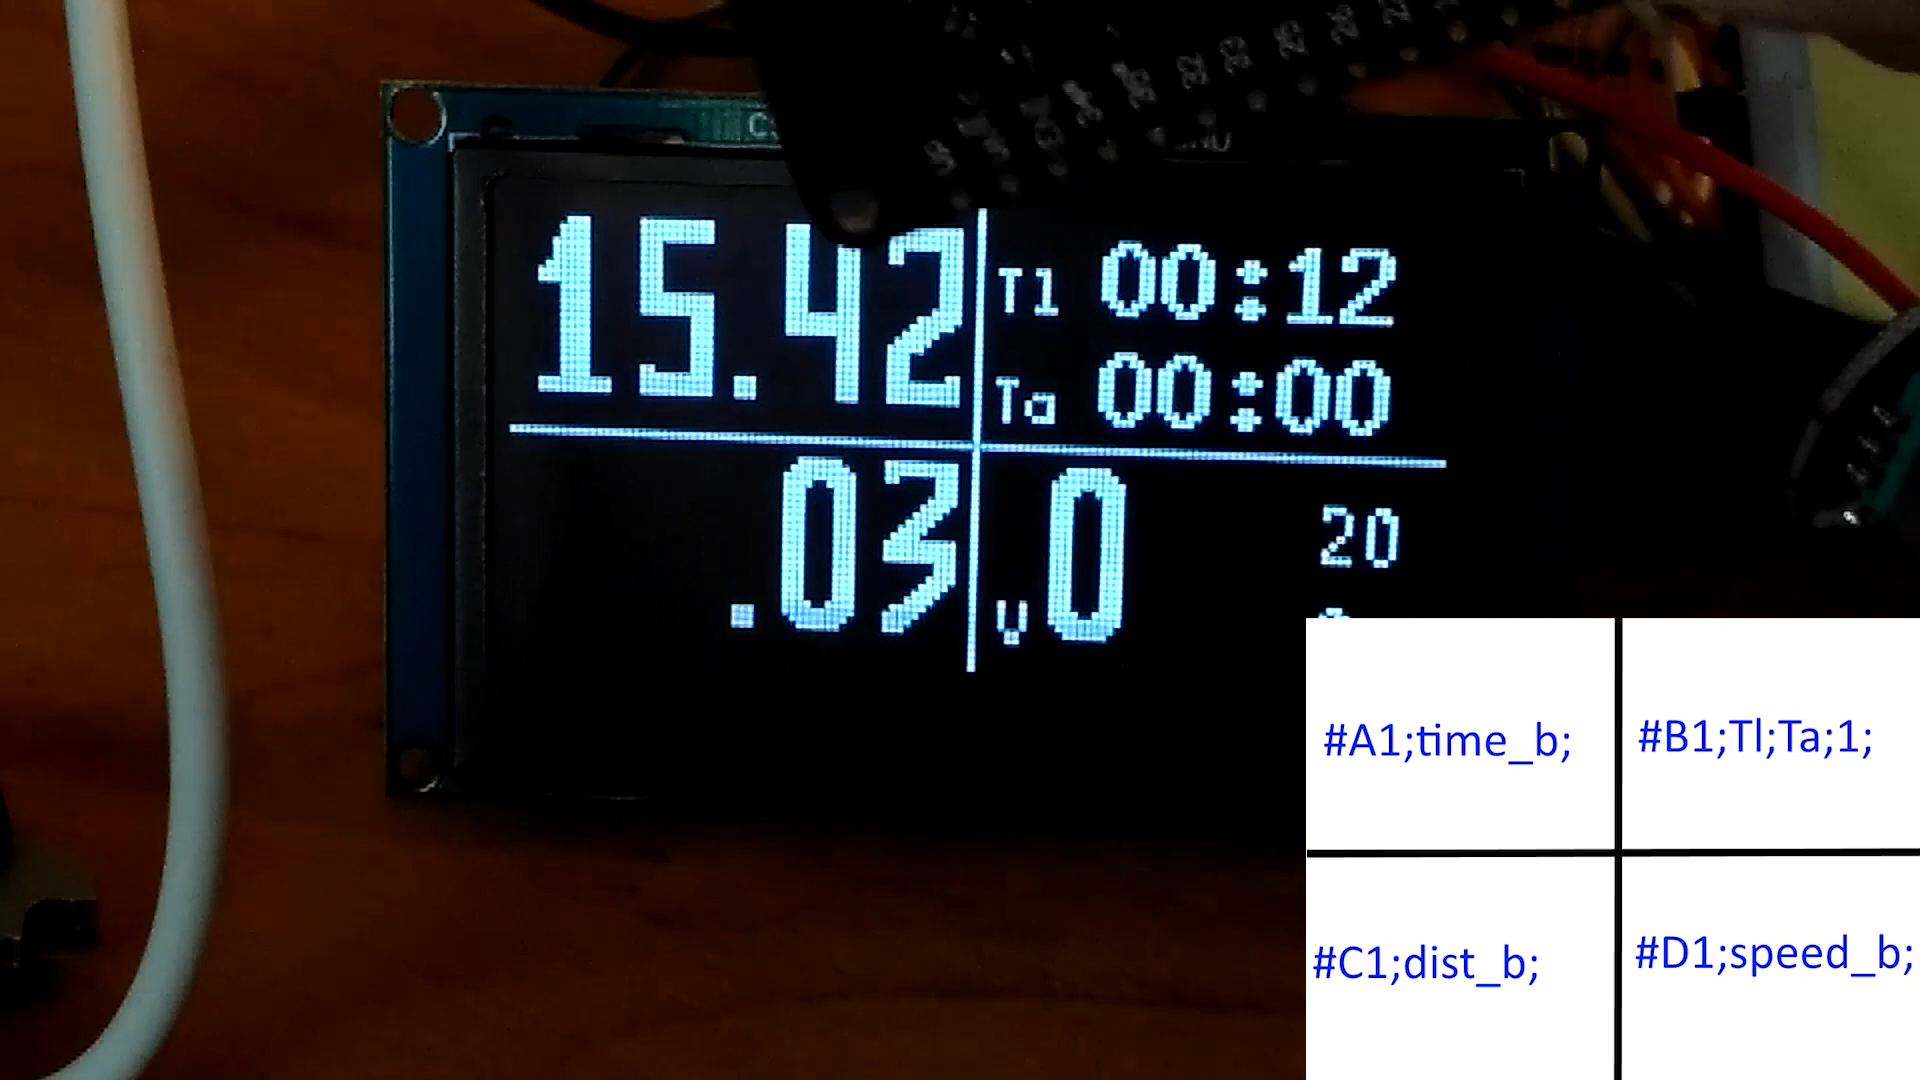 15.42
T1 00:12
Ta 00:00
.03
v 0
20
#A1;time_b;
#B1;Tl;Ta;1;
#C1;dist_b;
#D1;speed_b;